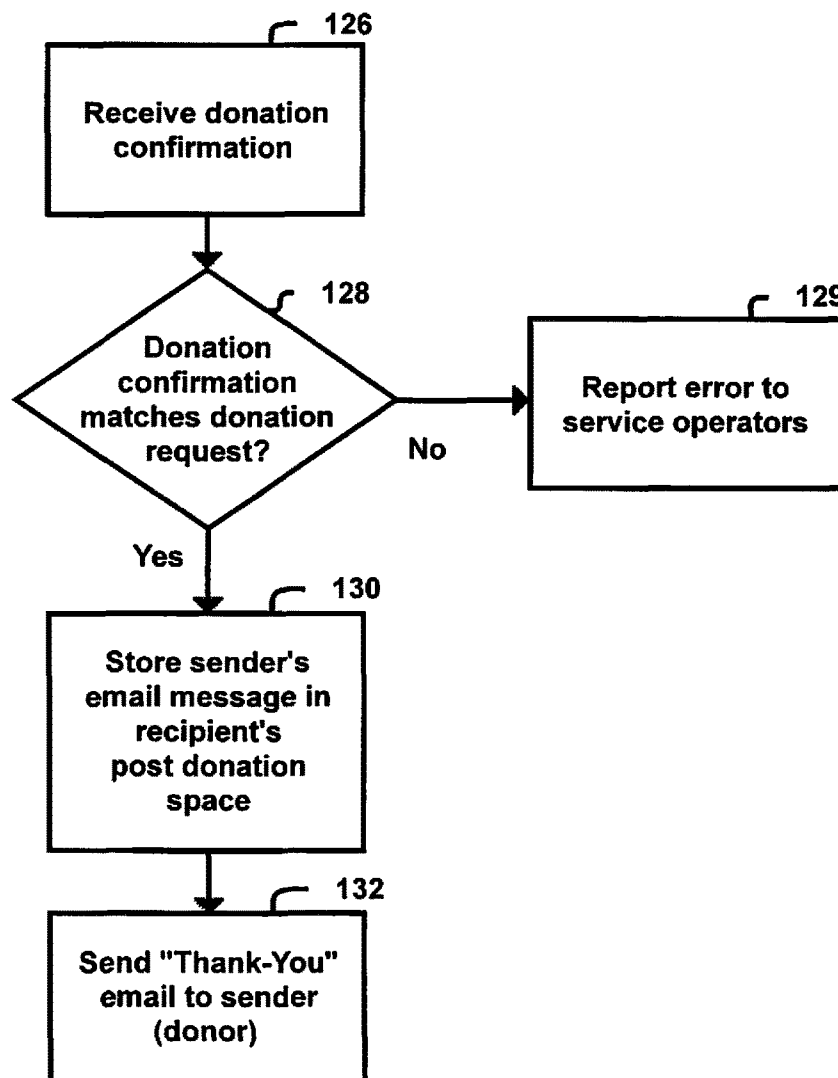 126
Receive donation
confirmation
128
Donation
confirmation
matches donation
request?
No
129
Report error to
service operators
Yes
130
Store sender's
email message in
recipient's
post donation
space
132
Send "Thank-You"
email to sender
(donor)